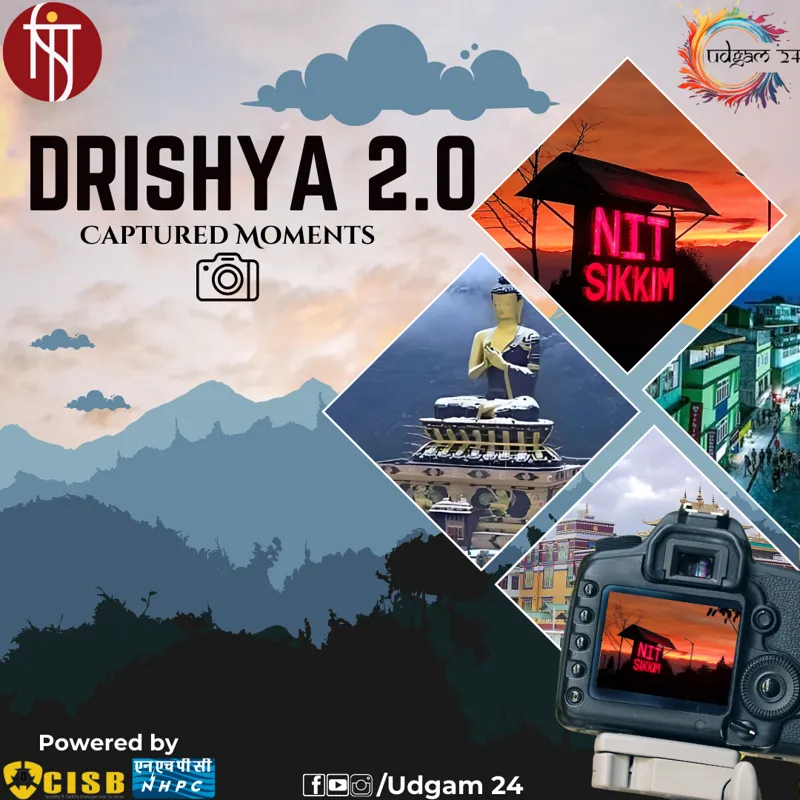 udgam '24
DRISHYA 2.0
CAPTURED MOMENTS
NIT
SIKKIM
NIT
SIKKIM
Powered by
CISB
एन एच पी सी
NHPC
/Udgam 24